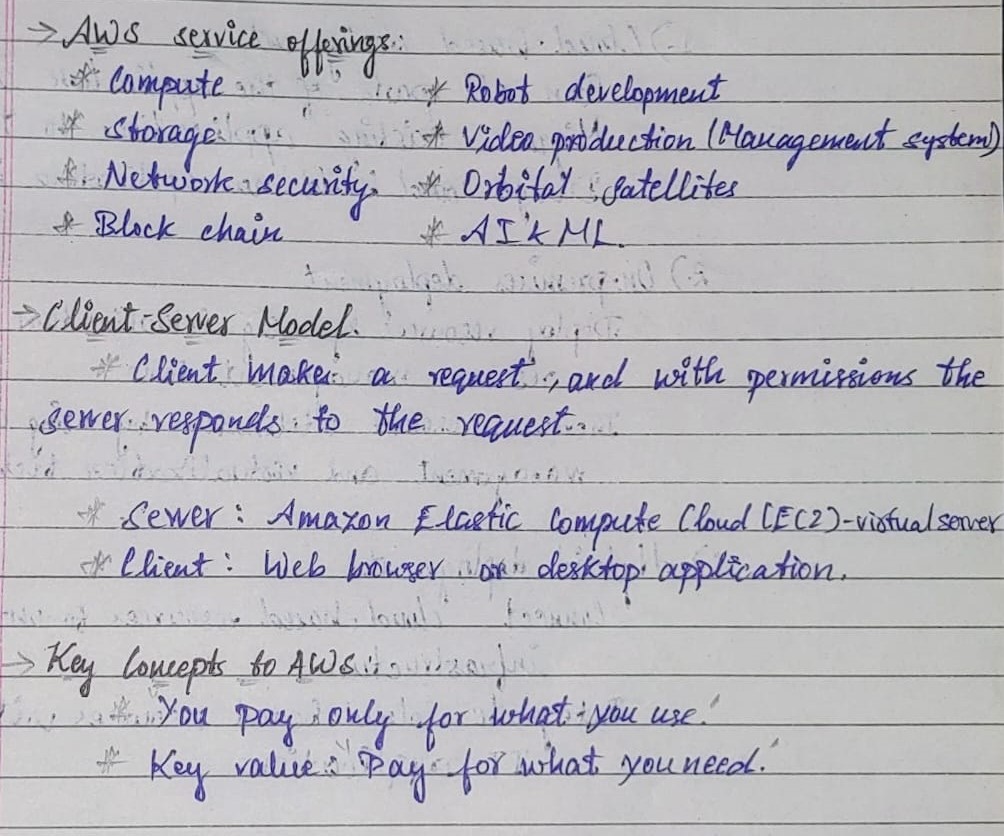 → AWS service offerings:
* Compute * Robot development
* Storage * Video production (Management system)
* Network security * Orbital satellites
* Block chain * AI & ML.
→ Client-Server Model.
* Client makes a request, and with permissions the
server responds to the request.
* Server: Amazon Elastic Compute Cloud (EC2)-virtual server
* Client: Web browser or desktop application.
→ Key Concepts to AWS:
* You pay only for what you use.
* Key value: Pay for what you need.